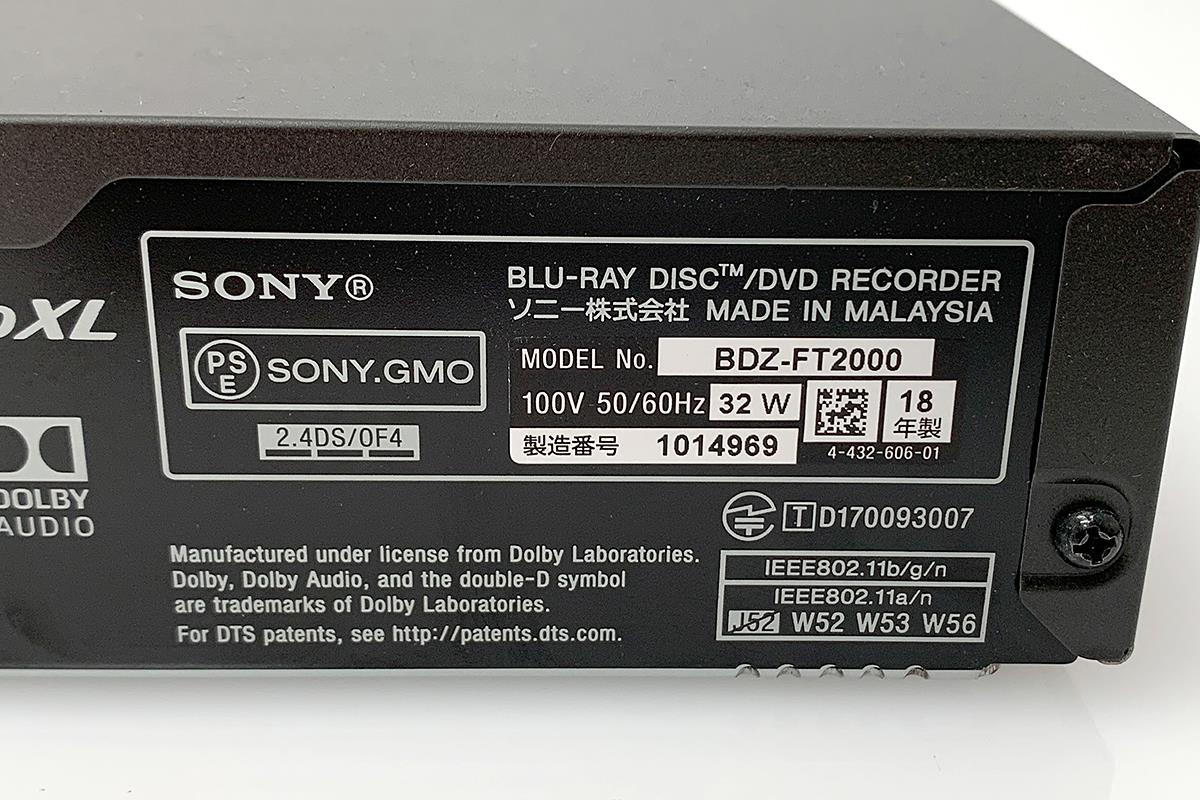 SONY®
BLU-RAY DISC™/DVD RECORDER
ソニー株式会社 MADE IN MALAYSIA
PSE SONY.GMO
MODEL No. BDZ-FT2000
100V 50/60Hz 32 W
18年製
2.4DS/OF4
製造番号 1014969
4-432-606-01
XL
DOLBY
AUDIO
T D170093007
Manufactured under license from Dolby Laboratories.
Dolby, Dolby Audio, and the double-D symbol
are trademarks of Dolby Laboratories.
For DTS patents, see http://patents.dts.com.
IEEE802.11b/g/n
IEEE802.11a/n
J52 W52 W53 W56